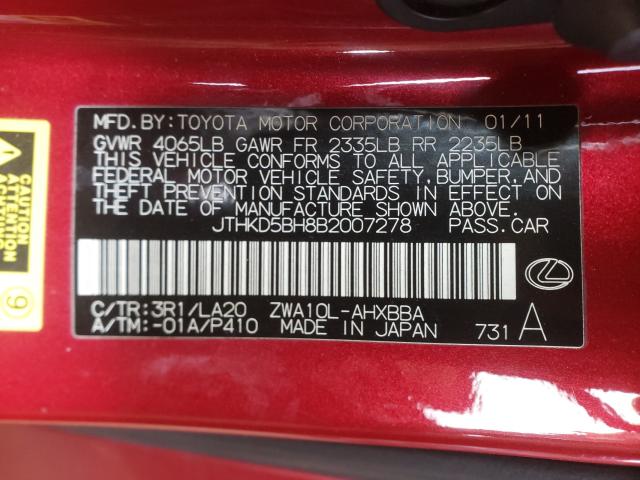 MFD. BY: TOYOTA MOTOR CORPORATION 01/11
GVWR 4065LB GAWR FR 2335LB RR 2235LB
THIS VEHICLE CONFORMS TO ALL APPLICABLE
FEDERAL MOTOR VEHICLE SAFETY, BUMPER, AND
THEFT PREVENTION STANDARDS IN EFFECT ON
THE DATE OF MANUFACTURE SHOWN ABOVE.
JTHKD5BH8B2007278 PASS. CAR
C/TR: 3R1/LA20 ZWA10L-AHXBBA
A/TM: -01A/P410 MADE IN JAPAN 731 A
CAUTION
ATTENTION
9